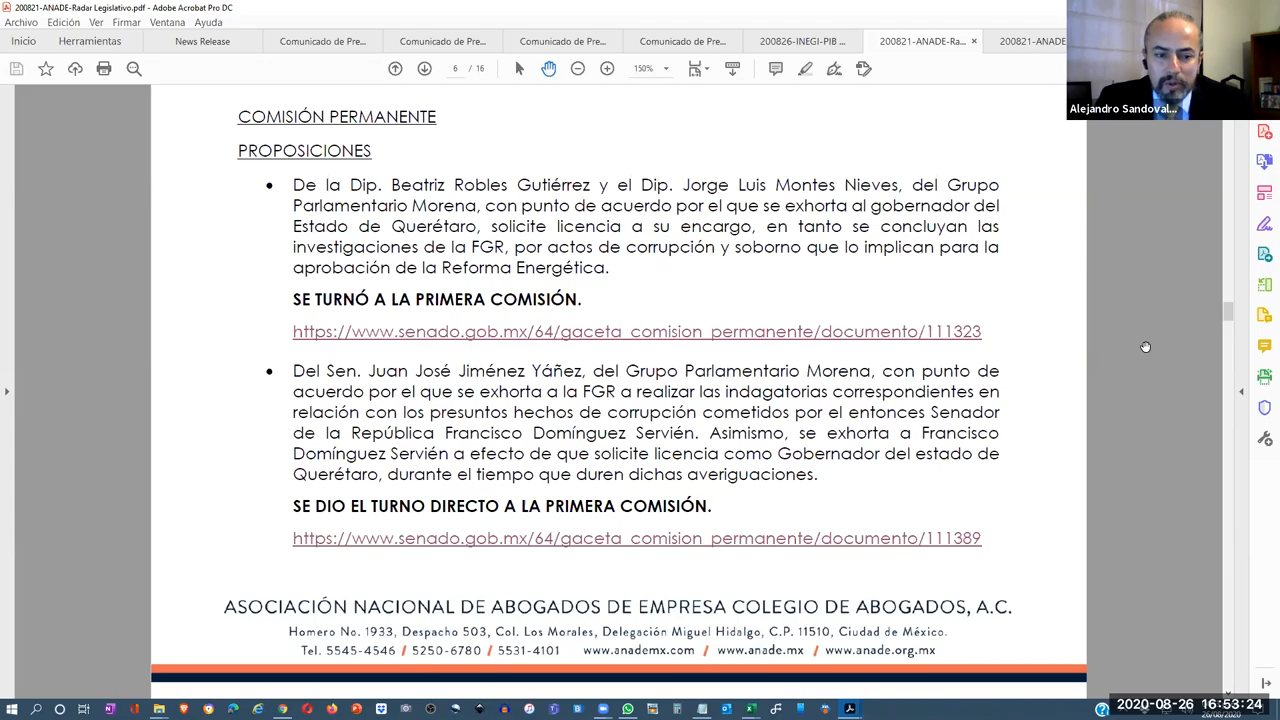 200821-ANADE-Radar Legislativo.pdf - Adobe Acrobat Pro DC
Archivo Edición Ver Firmar Ventana Ayuda
Inicio Herramientas News Release Comunicado de Pre... Comunicado de Pre... Comunicado de Pre... Comunicado de Pre... 200826-INEGI-PIB ... 200821-ANADE-Ra... × 200821-ANADE
6 / 16 150%
Alejandro Sandoval...
COMISIÓN PERMANENTE
PROPOSICIONES
• De la Dip. Beatriz Robles Gutiérrez y el Dip. Jorge Luis Montes Nieves, del Grupo
Parlamentario Morena, con punto de acuerdo por el que se exhorta al gobernador del
Estado de Querétaro, solicite licencia a su encargo, en tanto se concluyan las
investigaciones de la FGR, por actos de corrupción y soborno que lo implican para la
aprobación de la Reforma Energética.
SE TURNÓ A LA PRIMERA COMISIÓN.
https://www.senado.gob.mx/64/gaceta_comision_permanente/documento/111323
• Del Sen. Juan José Jiménez Yáñez, del Grupo Parlamentario Morena, con punto de
acuerdo por el que se exhorta a la FGR a realizar las indagatorias correspondientes en
relación con los presuntos hechos de corrupción cometidos por el entonces Senador
de la República Francisco Domínguez Servién. Asimismo, se exhorta a Francisco
Domínguez Servién a efecto de que solicite licencia como Gobernador del estado de
Querétaro, durante el tiempo que duren dichas averiguaciones.
SE DIO EL TURNO DIRECTO A LA PRIMERA COMISIÓN.
https://www.senado.gob.mx/64/gaceta_comision_permanente/documento/111389
ASOCIACIÓN NACIONAL DE ABOGADOS DE EMPRESA COLEGIO DE ABOGADOS, A.C.
Homero No. 1933, Despacho 503, Col. Los Morales, Delegación Miguel Hidalgo, C.P. 11510, Ciudad de México.
Tel. 5545-4546 / 5250-6780 / 5531-4101 www.anademx.com / www.anade.mx / www.anade.org.mx
2020-08-26 16:53:24